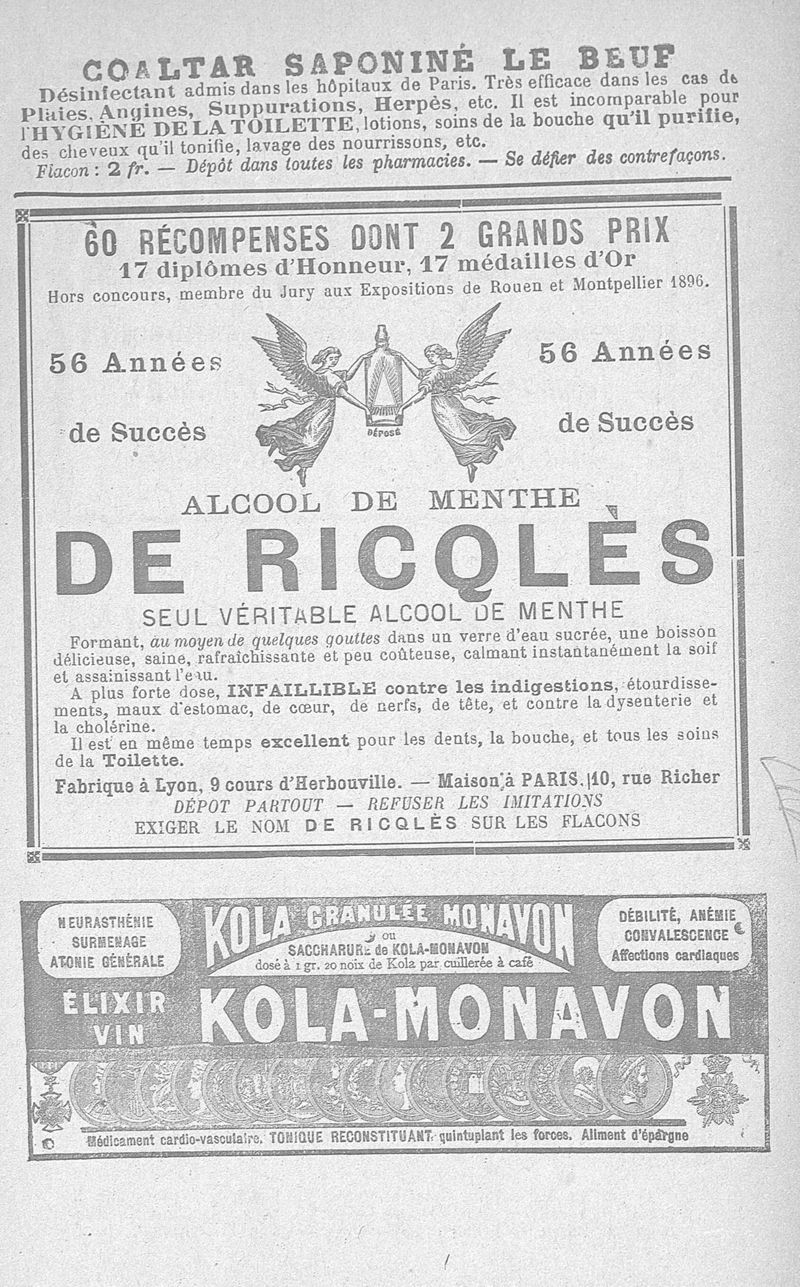 COALTAR SAPONINÉ LE BEUF
Désinfectant admis dans les hôpitaux de Paris. Très efficace dans les cas de
Plaies, Angines, Suppurations, Herpès, etc. Il est incomparable pour
l'HYGIÈNE DE LA TOILETTE, lotions, soins de la bouche qu'il purifie,
des cheveux qu'il tonifie, lavage des nourrissons, etc.
Flacon : 2 fr. — Dépôt dans toutes les pharmacies. — Se défier des contrefaçons.
60 RÉCOMPENSES DONT 2 GRANDS PRIX
17 diplômes d'Honneur, 17 médailles d'Or
Hors concours, membre du Jury aux Expositions de Rouen et Montpellier 1896.
56 Années
de Succès
DÉPOSÉ
56 Années
de Succès
ALCOOL DE MENTHE
DE RICQLÈS
SEUL VÉRITABLE ALCOOL DE MENTHE
Formant, au moyen de quelques gouttes dans un verre d'eau sucrée, une boisson
délicieuse, saine, rafraîchissante et peu coûteuse, calmant instantanément la soif
et assainissant l'eau.
A plus forte dose, INFAILLIBLE contre les indigestions, étourdisse-
ments, maux d'estomac, de cœur, de nerfs, de tête, et contre la dysenterie et
la cholérine.
Il est en même temps excellent pour les dents, la bouche, et tous les soins
de la Toilette.
Fabrique à Lyon, 9 cours d'Herbouville. — Maison à PARIS. 10, rue Richer
DÉPOT PARTOUT — REFUSER LES IMITATIONS
EXIGER LE NOM DE RICQLÈS SUR LES FLACONS
NEURASTHÉNIE
SURMENAGE
ATONIE GÉNÉRALE
KOLA GRANULÉE MONAVON
ou
SACCHARURE de KOLA-MONAVON
dosé à 1 gr. 20 noix de Kola par cuillerée à café
DÉBILITÉ, ANÉMIE
CONVALESCENCE
Affections cardiaques
ÉLIXIR
VIN
KOLA-MONAVON
Médicament cardio-vasculaire. TONIQUE RECONSTITUANT quintuplant les forces. Aliment d'épargne